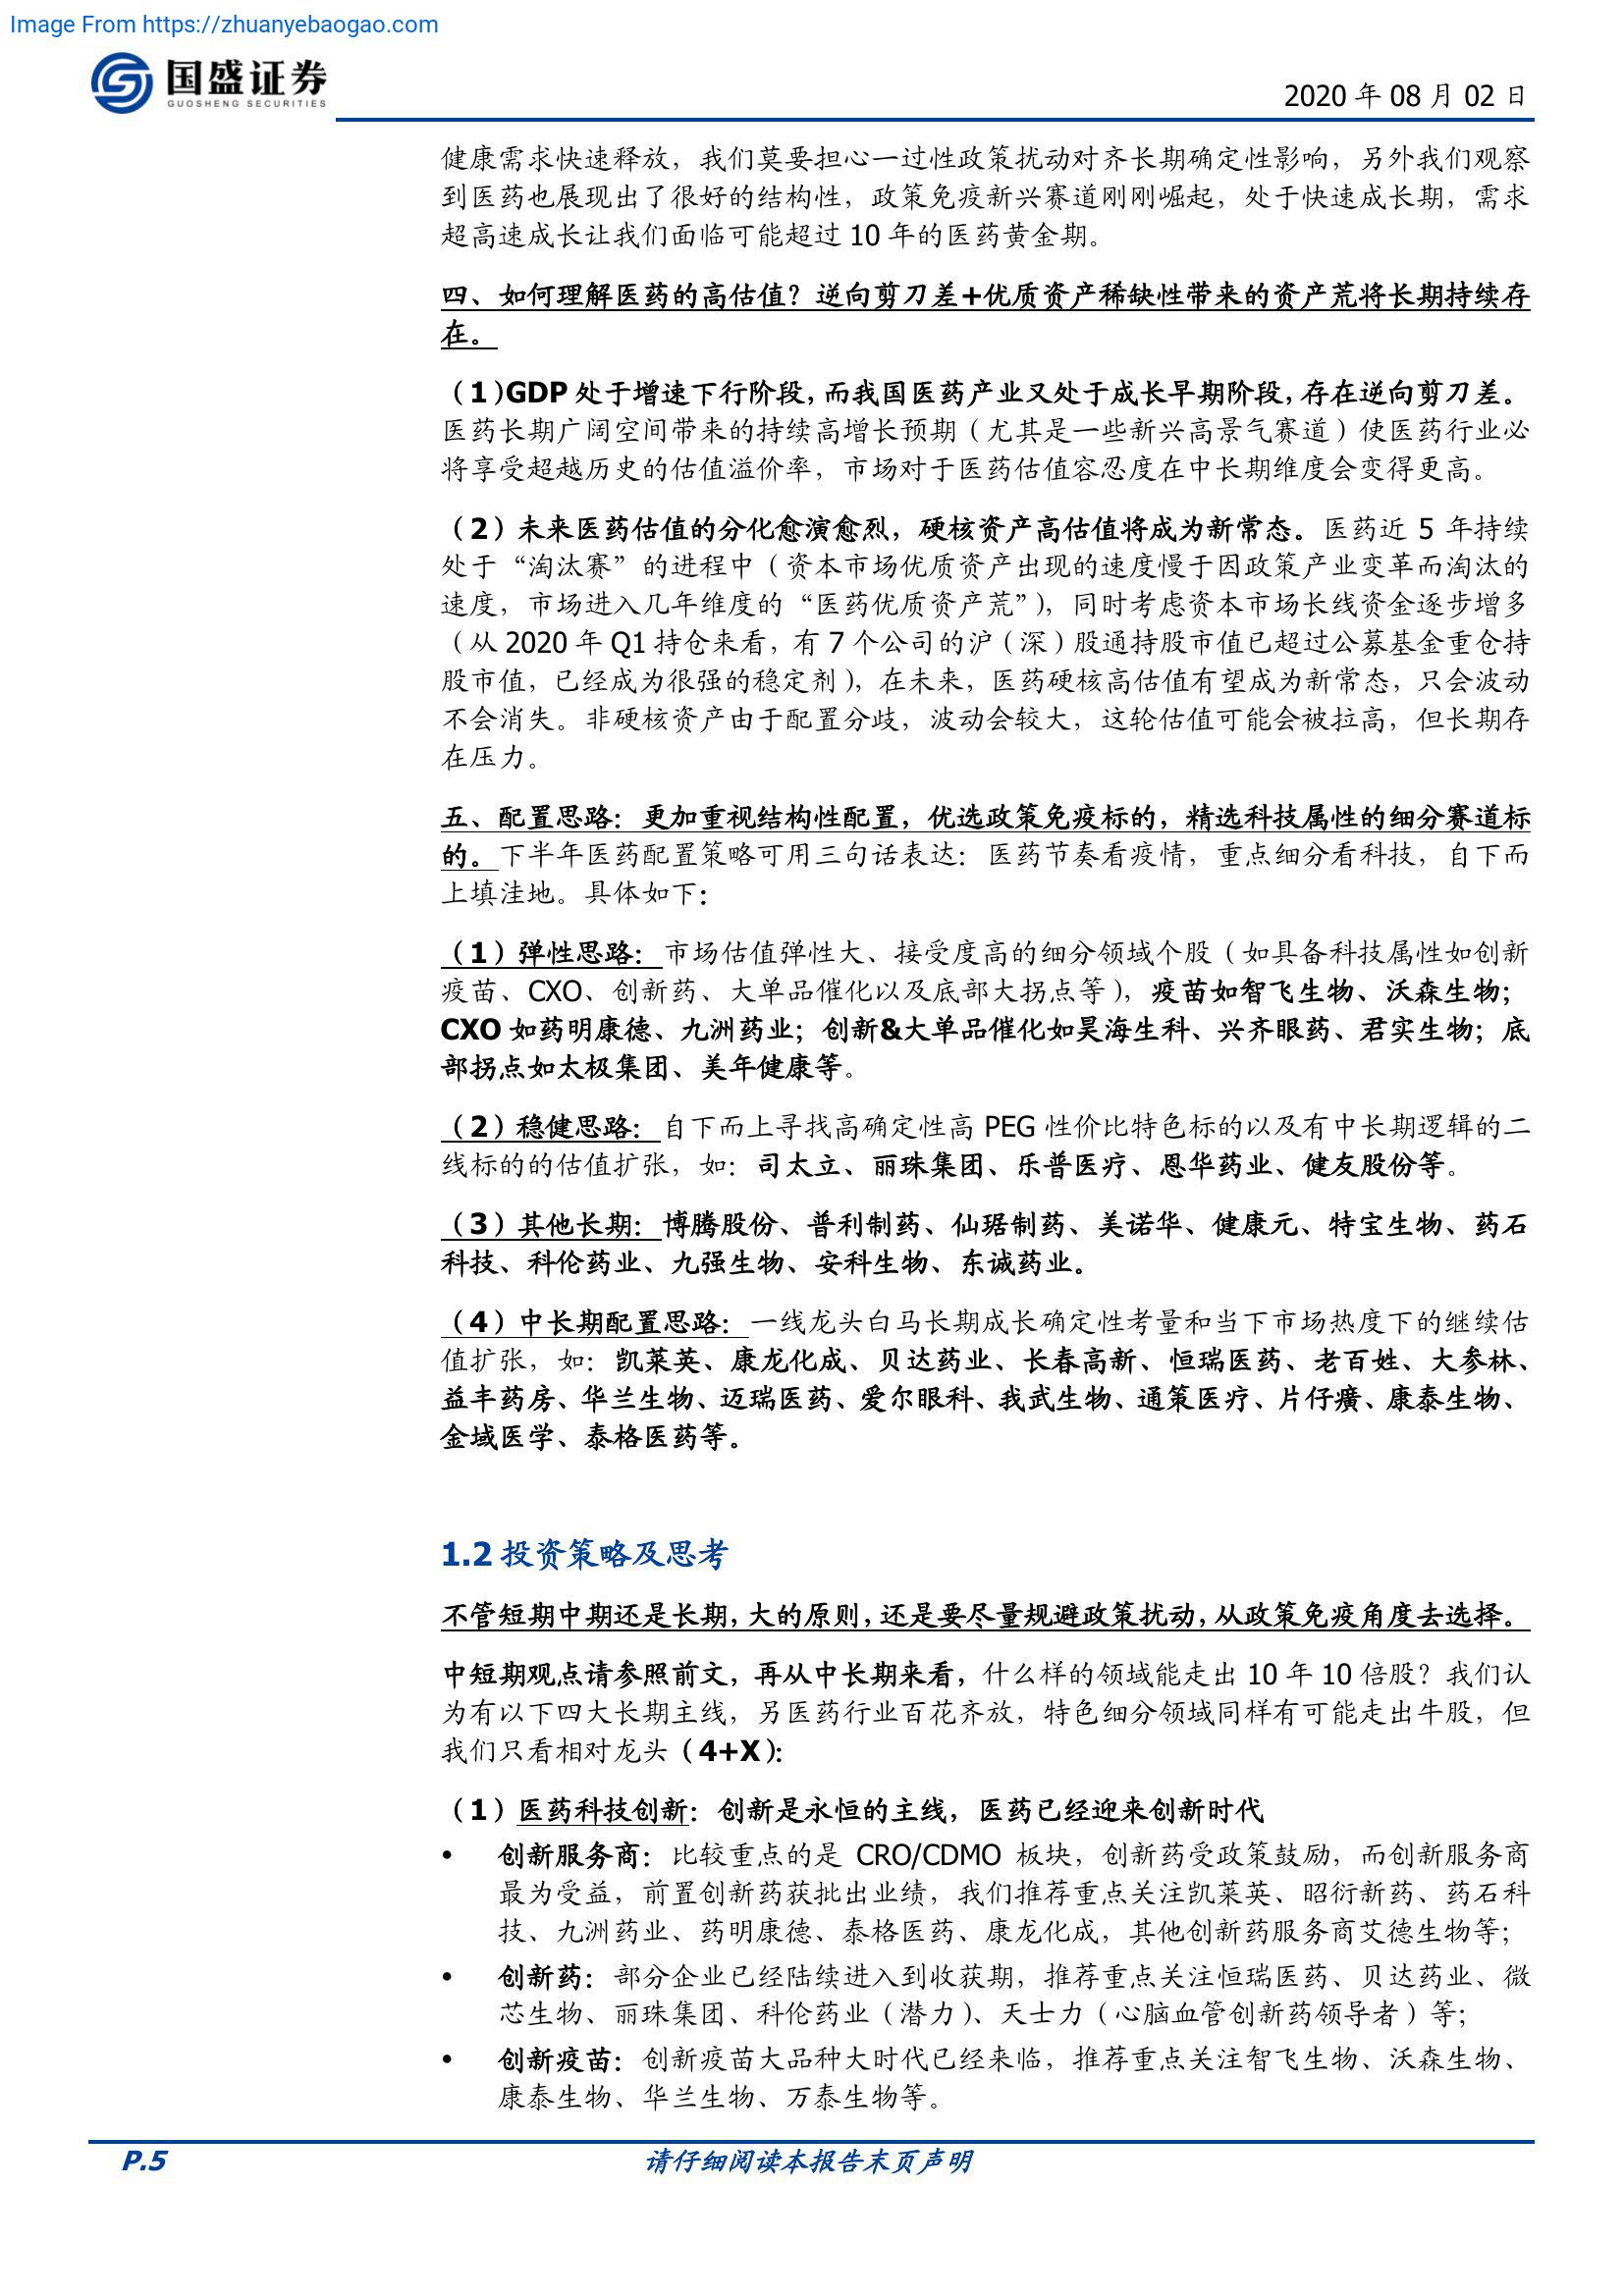 Image From https://zhuanyebaogao.com
国盛证券
GUOSHENG SECURITIES
2020 年 08 月 02 日
健康需求快速释放，我们莫要担心一过性政策扰动对齐长期确定性影响，另外我们观察
到医药也展现出了很好的结构性，政策免疫新兴赛道刚刚崛起，处于快速成长期，需求
超高速成长让我们面临可能超过 10 年的医药黄金期。
四、如何理解医药的高估值？逆向剪刀差+优质资产稀缺性带来的资产荒将长期持续存
在。
（1）GDP 处于增速下行阶段，而我国医药产业又处于成长早期阶段，存在逆向剪刀差。
医药长期广阔空间带来的持续高增长预期（尤其是一些新兴高景气赛道）使医药行业必
将享受超越历史的估值溢价率，市场对于医药估值容忍度在中长期维度会变得更高。
（2）未来医药估值的分化愈演愈烈，硬核资产高估值将成为新常态。医药近 5 年持续
处于“淘汰赛”的进程中（资本市场优质资产出现的速度慢于因政策产业变革而淘汰的
速度，市场进入几年维度的“医药优质资产荒”），同时考虑资本市场长线资金逐步增多
（从 2020 年 Q1 持仓来看，有 7 个公司的沪（深）股通持股市值已超过公募基金重仓持
股市值，已经成为很强的稳定剂），在未来，医药硬核高估值有望成为新常态，只会波动
不会消失。非硬核资产由于配置分歧，波动会较大，这轮估值可能会被拉高，但长期存
在压力。
五、配置思路：更加重视结构性配置，优选政策免疫标的，精选科技属性的细分赛道标
的。下半年医药配置策略可用三句话表达：医药节奏看疫情，重点细分看科技，自下而
上填洼地。具体如下：
（1）弹性思路：市场估值弹性大、接受度高的细分领域个股（如具备科技属性如创新
疫苗、CXO、创新药、大单品催化以及底部大拐点等），疫苗如智飞生物、沃森生物；
CXO 如药明康德、九洲药业；创新&大单品催化如昊海生科、兴齐眼药、君实生物；底
部拐点如太极集团、美年健康等。
（2）稳健思路：自下而上寻找高确定性高 PEG 性价比特色标的以及有中长期逻辑的二
线标的的估值扩张，如：司太立、丽珠集团、乐普医疗、恩华药业、健友股份等。
（3）其他长期：博腾股份、普利制药、仙琚制药、美诺华、健康元、特宝生物、药石
科技、科伦药业、九强生物、安科生物、东诚药业。
（4）中长期配置思路：一线龙头白马长期成长确定性考量和当下市场热度下的继续估
值扩张，如：凯莱英、康龙化成、贝达药业、长春高新、恒瑞医药、老百姓、大参林、
益丰药房、华兰生物、迈瑞医药、爱尔眼科、我武生物、通策医疗、片仔癀、康泰生物、
金域医学、泰格医药等。
1.2 投资策略及思考
不管短期中期还是长期，大的原则，还是要尽量规避政策扰动，从政策免疫角度去选择。
中短期观点请参照前文，再从中长期来看，什么样的领域能走出 10 年 10 倍股？我们认
为有以下四大长期主线，另医药行业百花齐放，特色细分领域同样有可能走出牛股，但
我们只看相对龙头（4+X）：
（1）医药科技创新：创新是永恒的主线，医药已经迎来创新时代
• 创新服务商：比较重点的是 CRO/CDMO 板块，创新药受政策鼓励，而创新服务商
最为受益，前置创新药获批出业绩，我们推荐重点关注凯莱英、昭衍新药、药石科
技、九洲药业、药明康德、泰格医药、康龙化成，其他创新药服务商艾德生物等；
• 创新药：部分企业已经陆续进入到收获期，推荐重点关注恒瑞医药、贝达药业、微
芯生物、丽珠集团、科伦药业（潜力）、天士力（心脑血管创新药领导者）等；
• 创新疫苗：创新疫苗大品种大时代已经来临，推荐重点关注智飞生物、沃森生物、
康泰生物、华兰生物、万泰生物等。
P.5
请仔细阅读本报告末页声明